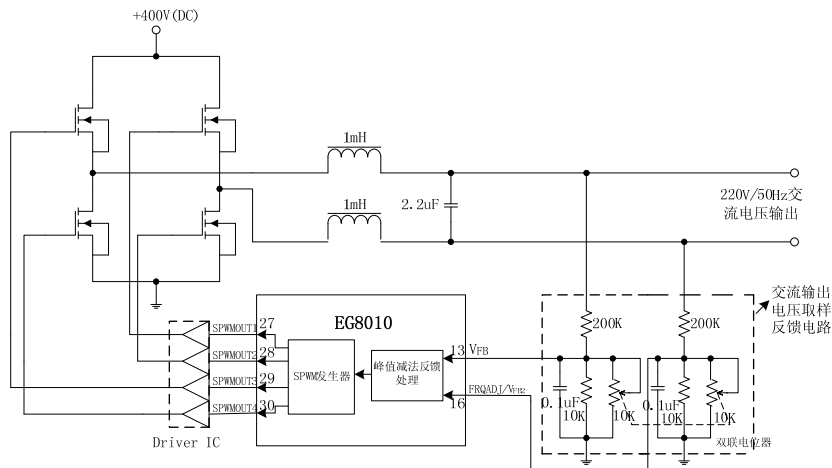 +400V(DC)
1mH
1mH
2.2uF
220V/50Hz交
流电压输出
交流输出
电压取样
反馈电路
EG8010
SPWMOUT1
27
SPWMOUT2
28
SPWMOUT3
29
SPWMOUT4
30
SPWM发生器
峰值减法反馈
处理
13
VFB
FRQADJ/VFB2
16
Driver IC
200K
200K
0.1uF
10K
10K
0.1uF
10K
10K
双联电位器